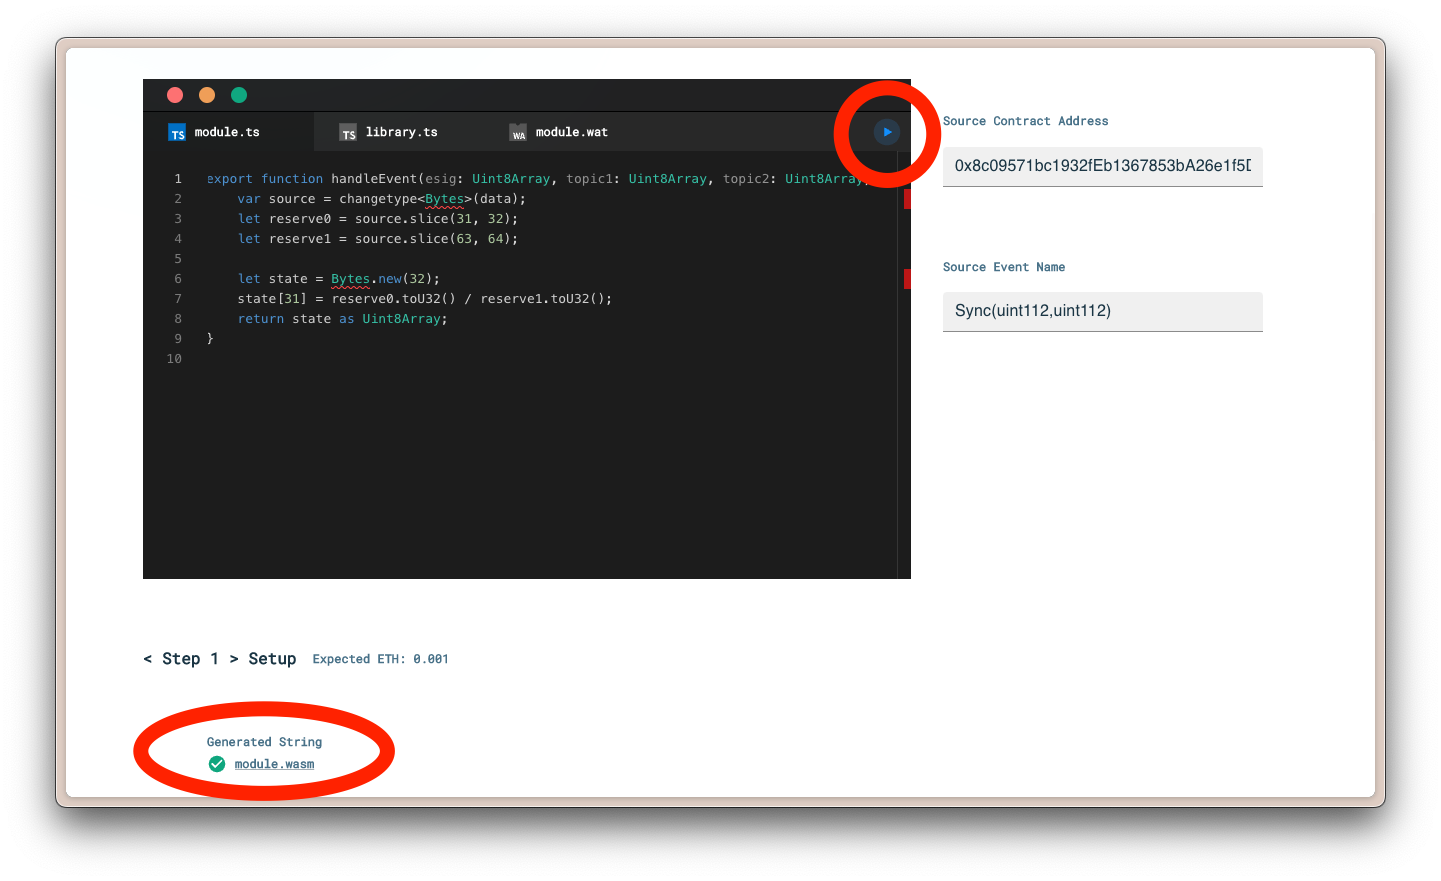 TS module.ts
TS library.ts
WA module.wat
1 export function handleEvent(esig: Uint8Array, topic1: Uint8Array, topic2: Uint8Array,
2 var source = changetype<Bytes>(data);
3 let reserve0 = source.slice(31, 32);
4 let reserve1 = source.slice(63, 64);
5
6 let state = Bytes.new(32);
7 state[31] = reserve0.toU32() / reserve1.toU32();
8 return state as Uint8Array;
9 }
10
Source Contract Address
0x8c09571bc1932fEb1367853bA26e1f5D
Source Event Name
Sync(uint112,uint112)
< Step 1 > Setup Expected ETH: 0.001
Generated String
module.wasm